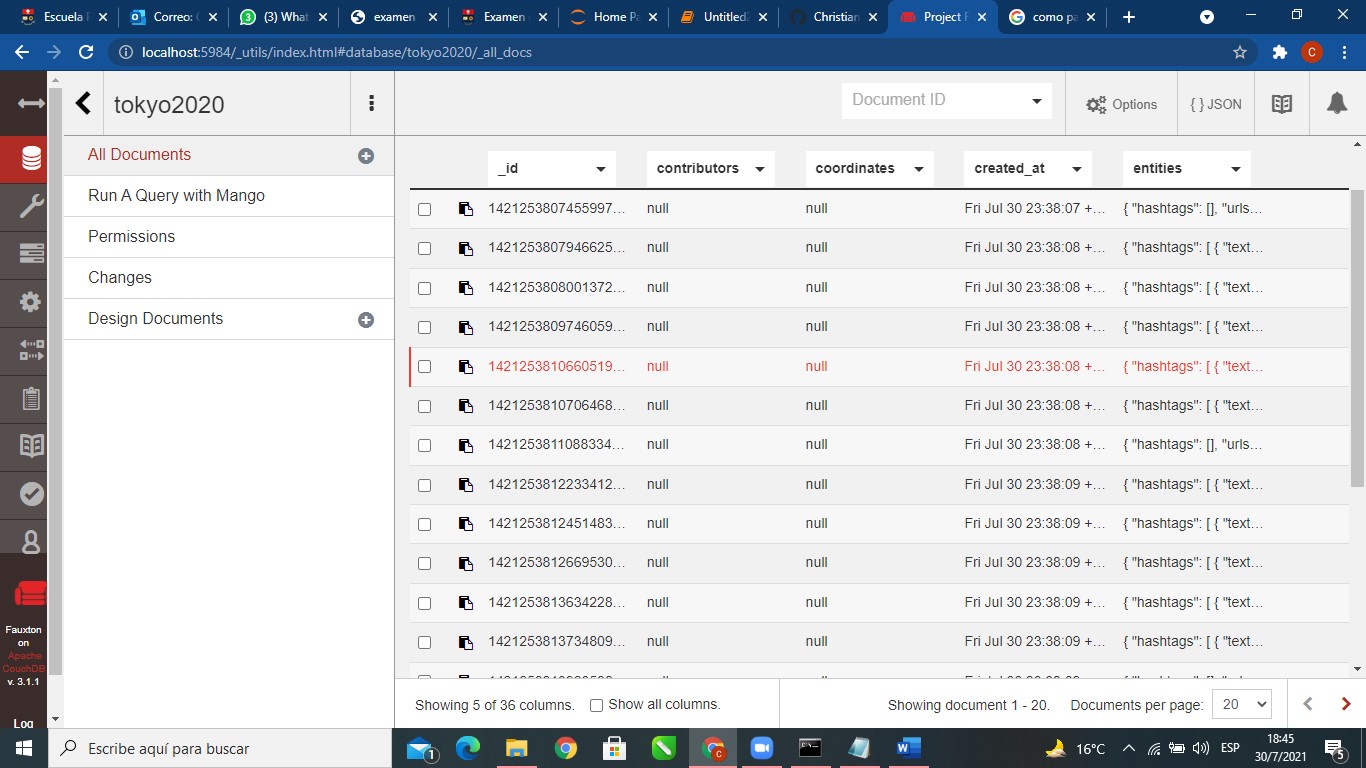 Escuela P
Correo: C
(3) What
examen
Examen
Home Pa
Untitled2
Christian
Project F
como pa
localhost:5984/_utils/index.html#database/tokyo2020/_all_docs
C
tokyo2020
Document ID
Options
{ } JSON
All Documents
Run A Query with Mango
Permissions
Changes
Design Documents
_id contributors coordinates created_at entities
1421253807455997... null null Fri Jul 30 23:38:07 +... { "hashtags": [], "urls...
1421253807946625... null null Fri Jul 30 23:38:08 +... { "hashtags": [ { "text...
1421253808001372... null null Fri Jul 30 23:38:08 +... { "hashtags": [ { "text...
1421253809746059... null null Fri Jul 30 23:38:08 +... { "hashtags": [ { "text...
1421253810660519... null null Fri Jul 30 23:38:08 +... { "hashtags": [ { "text...
1421253810706468... null null Fri Jul 30 23:38:08 +... { "hashtags": [ { "text...
1421253811088334... null null Fri Jul 30 23:38:08 +... { "hashtags": [], "urls...
1421253812233412... null null Fri Jul 30 23:38:09 +... { "hashtags": [ { "text...
1421253812451483... null null Fri Jul 30 23:38:09 +... { "hashtags": [ { "text...
1421253812669530... null null Fri Jul 30 23:38:09 +... { "hashtags": [ { "text...
1421253813634228... null null Fri Jul 30 23:38:09 +... { "hashtags": [ { "text...
1421253813734809... null null Fri Jul 30 23:38:09 +... { "hashtags": [ { "text...
Fauxton
on
Apache
CouchDB
v. 3.1.1
Log
Showing 5 of 36 columns.
Show all columns.
Showing document 1 - 20.
Documents per page:
20
Escribe aquí para buscar
1
C
16°C
ESP
18:45
30/7/2021
5